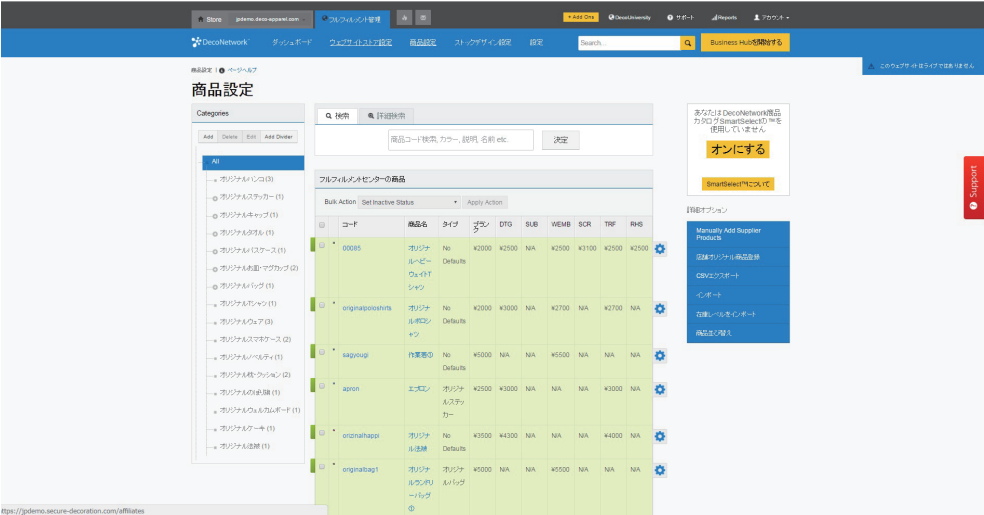 Store jpdemo.deco-apparel.com フルフィルメント管理 + Add Ons DecoUniversity サポート Reports アカウント
DecoNetwork ダッシュボード ウェブサイトストア設定 商品設定 ストックデザイン設定 設定 Search... Business Hubを開始する
このウェブサイトはライブではありません
商品設定 | ページヘルプ
商品設定
Categories
Add Delete Edit Add Divider
All
オリジナルハンコ (3)
オリジナルステッカー (1)
オリジナルキャップ (1)
オリジナルタオル (1)
オリジナルパスケース (1)
オリジナルお皿・マグカップ (2)
オリジナルバッグ (1)
オリジナルTシャツ (1)
オリジナルウェア (3)
オリジナルスマホケース (2)
オリジナルノベルティ (1)
オリジナル枕・クッション (2)
オリジナルのぼり旗 (1)
オリジナルウェルカムボード (1)
オリジナルケーキ (1)
オリジナル法被 (1)
検索 詳細検索
商品コード検索, カラー, 説明, 名前 etc. 決定
フルフィルメントセンターの商品
Bulk Action Set Inactive Status Apply Action
コード 商品名 タイプ ブランク DTG SUB WEMB SCR TRF RHS
00085 オリジナルヘビーウェイトTシャツ No Defaults ¥2000 ¥2500 N/A ¥2500 ¥3100 ¥2500 ¥2500
originalpoloshirts オリジナルポロシャツ No Defaults ¥2000 ¥3000 N/A ¥2700 N/A ¥2700 N/A
sagyougi 作業着① No Defaults ¥5000 N/A N/A ¥5500 N/A N/A N/A
apron エプロン オリジナルステッカー ¥2500 ¥3000 N/A N/A N/A ¥3000 N/A
originalhappi オリジナル法被 No Defaults ¥3500 ¥4300 N/A N/A N/A ¥4000 N/A
originalbag1 オリジナルランドリーバッグ① オリジナルバッグ ¥5000 N/A N/A ¥5500 N/A N/A N/A
あなたは DecoNetwork商品
カタログSmartSelectの ™を
使用していません
オンにする
SmartSelect™について
詳細オプション
Manually Add Supplier
Products
店舗オリジナル商品登録
CSVエクスポート
インポート
在庫レベルをインポート
商品並び替え
Support
https://jpdemo.secure-decoration.com/affiliates